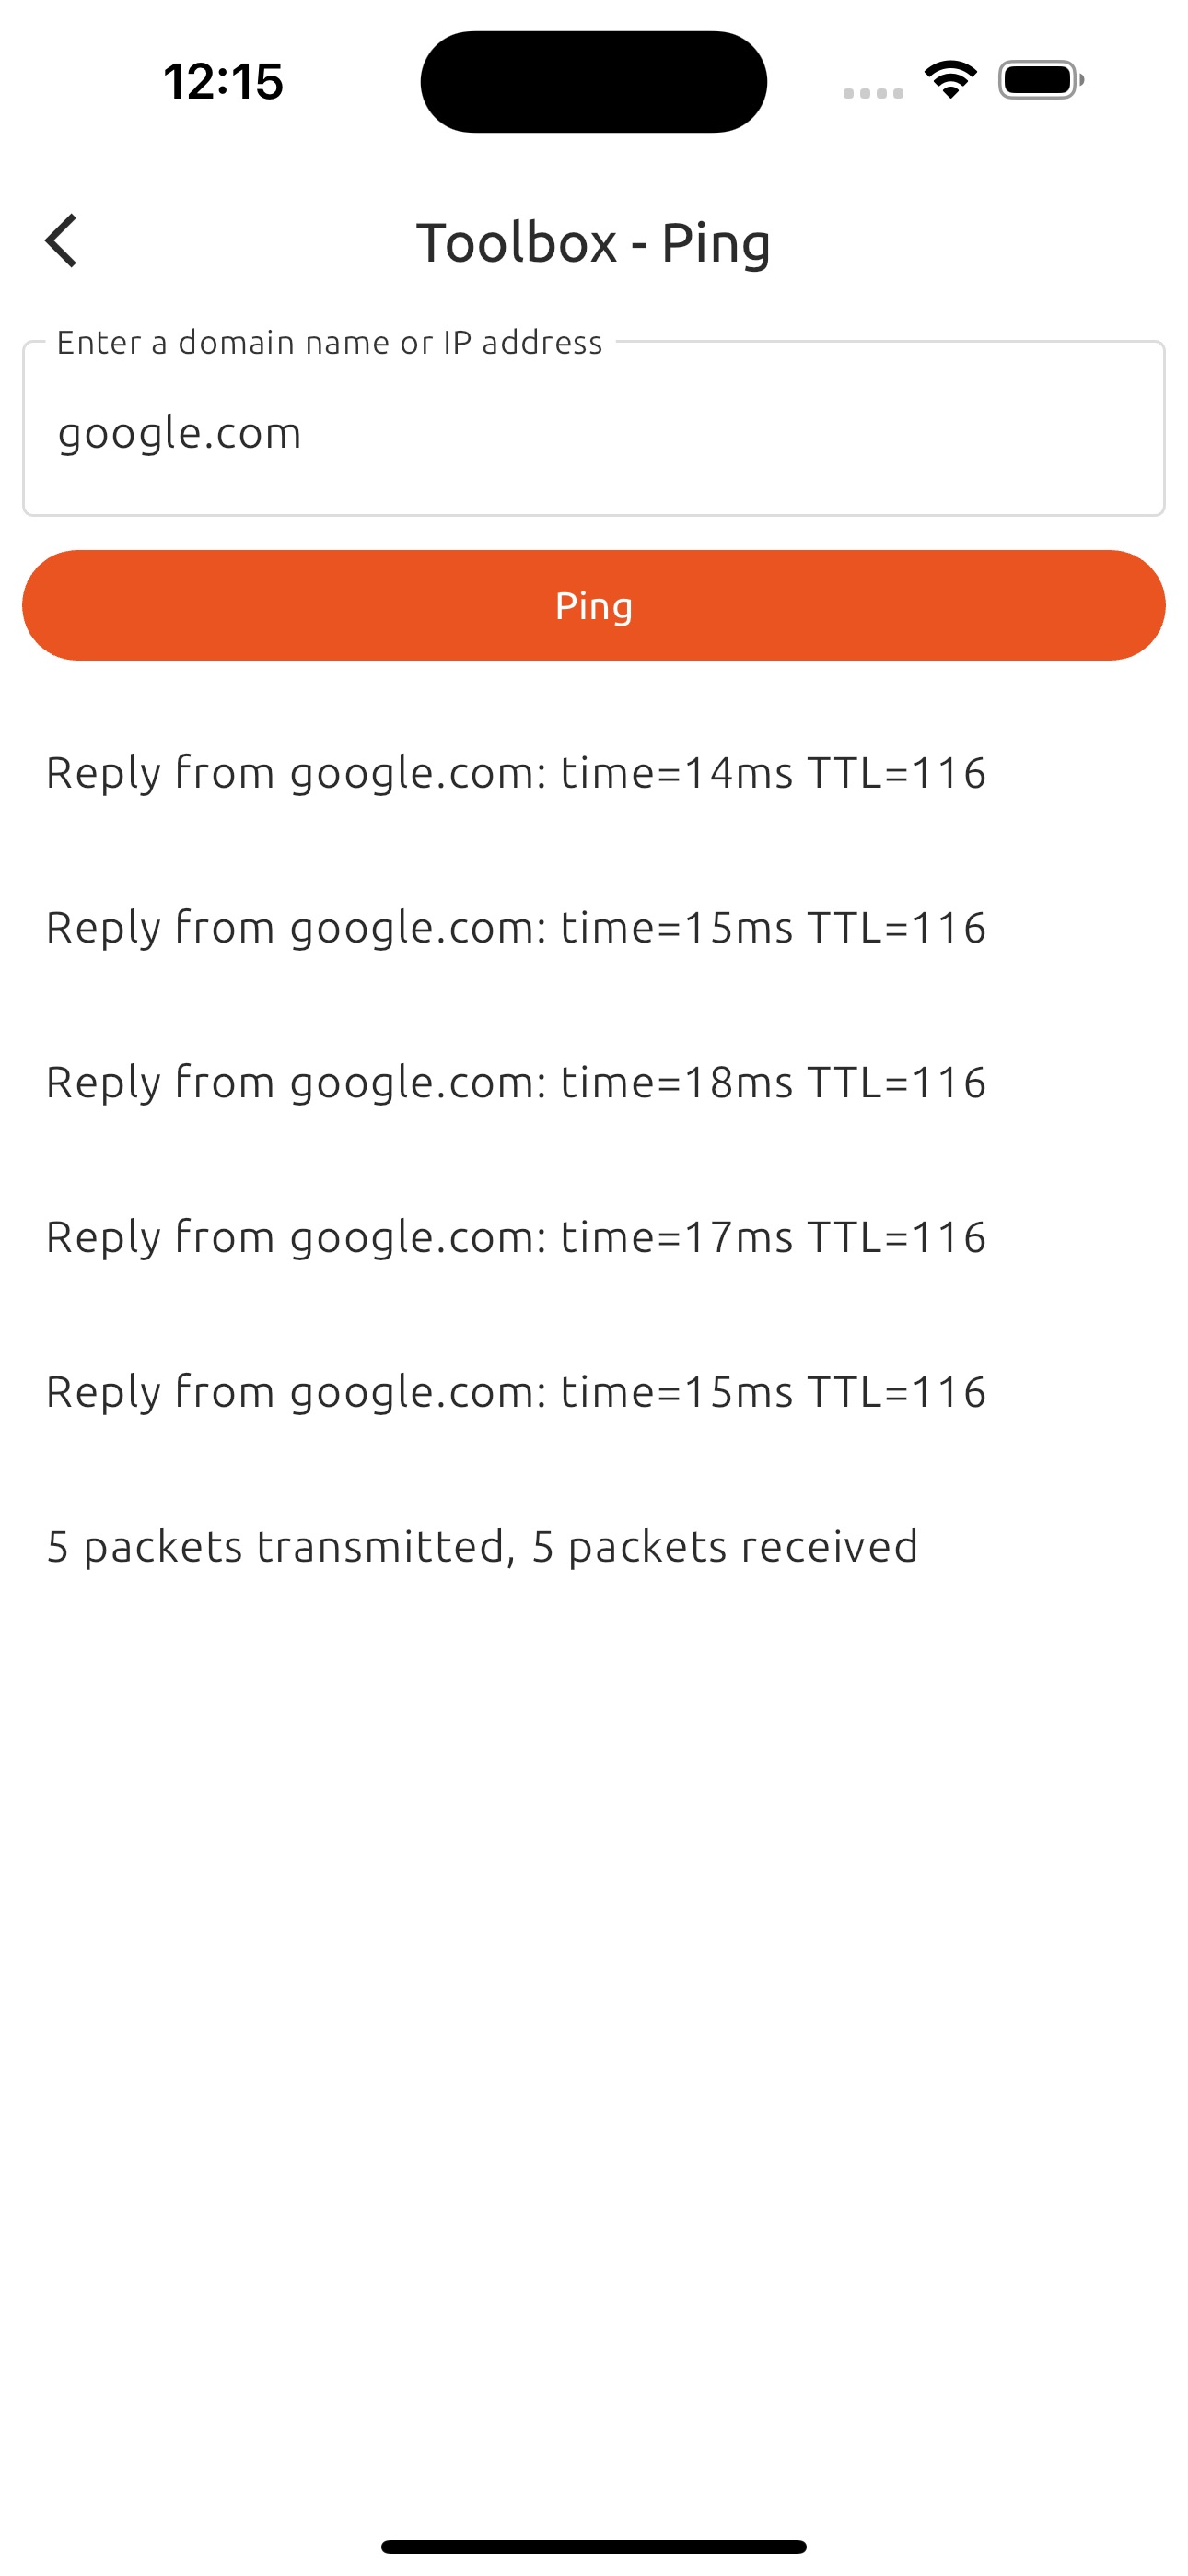 12:15
Toolbox - Ping
Enter a domain name or IP address
google.com
Ping
Reply from google.com: time=14ms TTL=116
Reply from google.com: time=15ms TTL=116
Reply from google.com: time=18ms TTL=116
Reply from google.com: time=17ms TTL=116
Reply from google.com: time=15ms TTL=116
5 packets transmitted, 5 packets received